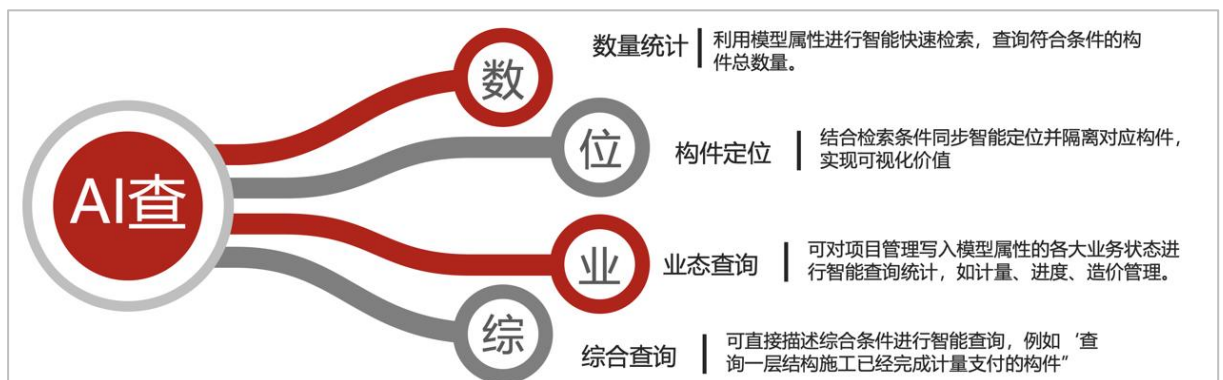 AI查
数
数量统计
利用模型属性进行智能快速检索，查询符合条件的构
件总数量。
位
构件定位
结合检索条件同步智能定位并隔离对应构件，
实现可视化价值
业
业态查询
可对项目管理写入模型属性的各大业务状态进
行智能查询统计，如计量、进度、造价管理。
综
综合查询
可直接描述综合条件进行智能查询，例如‘查
询一层结构施工已经完成计量支付的构件”